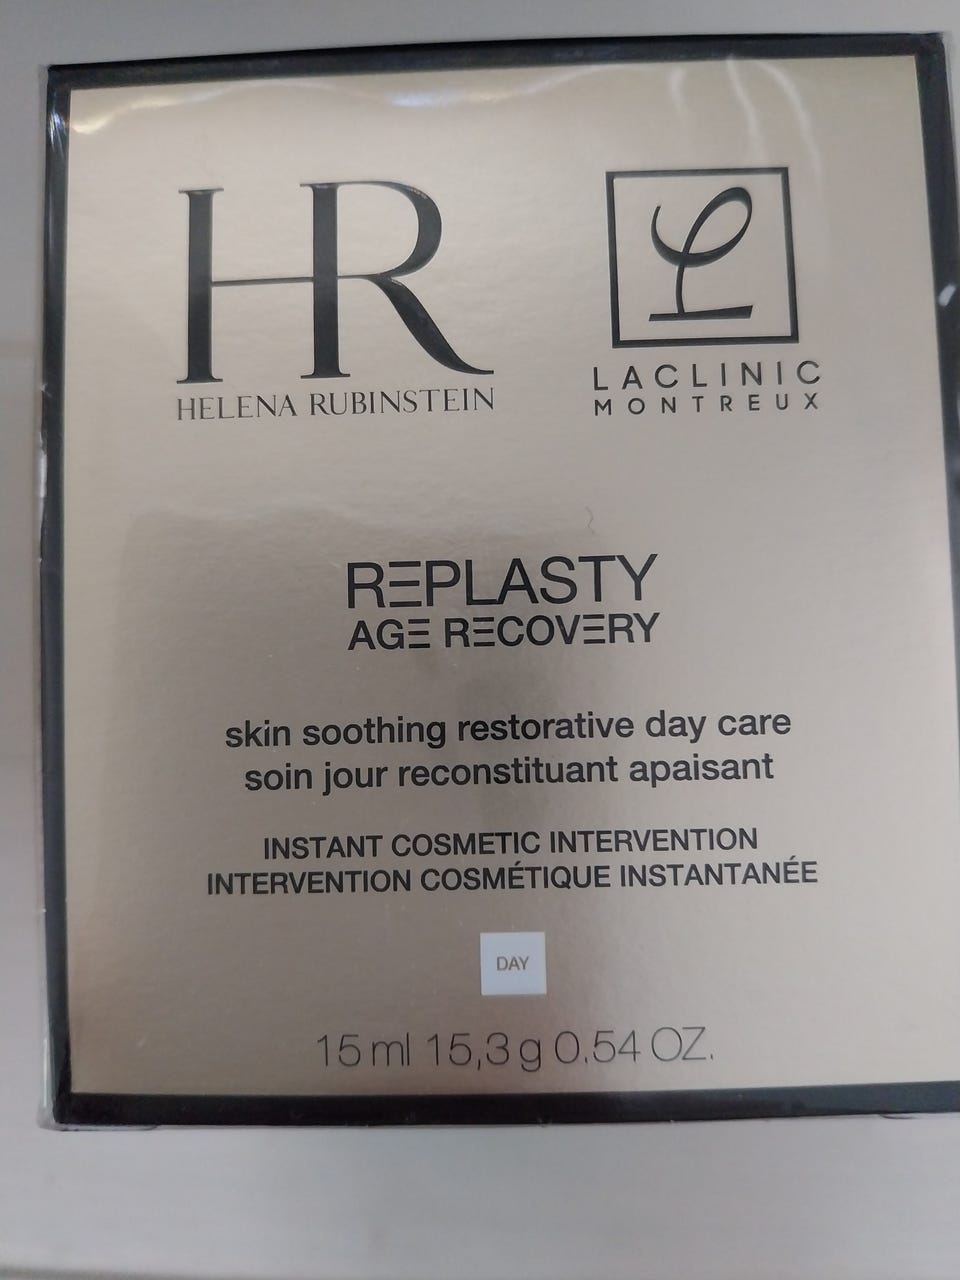 HR
HELENA RUBINSTEIN
L
LACLINIC
MONTREUX
REPLASTY
AGE RECOVERY
skin soothing restorative day care
soin jour reconstituant apaisant
INSTANT COSMETIC INTERVENTION
INTERVENTION COSMÉTIQUE INSTANTANÉE
DAY
15 ml 15,3 g 0.54 OZ.